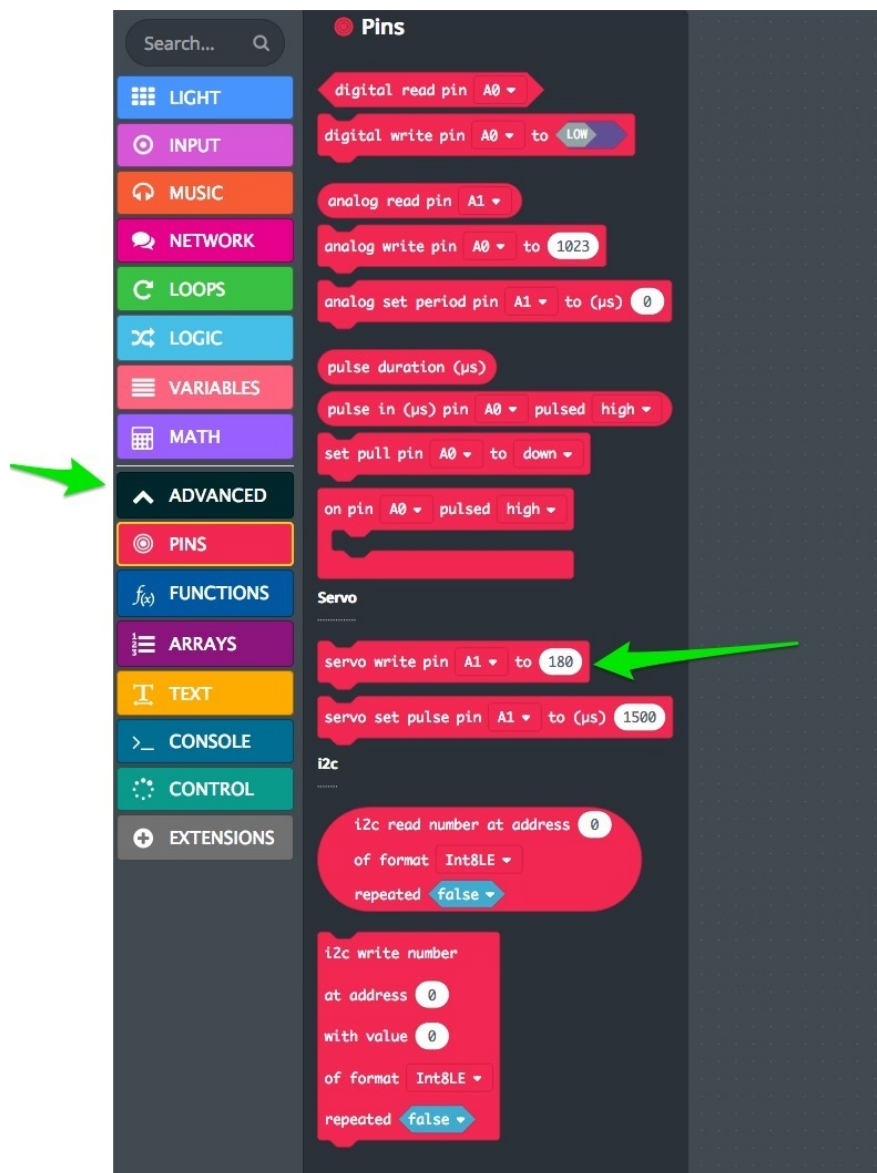 Search...
LIGHT
INPUT
MUSIC
NETWORK
LOOPS
LOGIC
VARIABLES
MATH
ADVANCED
PINS
f(x) FUNCTIONS
1 2 3 ARRAYS
T TEXT
>_ CONSOLE
CONTROL
EXTENSIONS
Pins
digital read pin A0
digital write pin A0 to LOW
analog read pin A1
analog write pin A0 to 1023
analog set period pin A1 to (µs) 0
pulse duration (µs)
pulse in (µs) pin A0 pulsed high
set pull pin A0 to down
on pin A0 pulsed high
Servo
servo write pin A1 to 180
servo set pulse pin A1 to (µs) 1500
i2c
i2c read number at address 0
of format Int8LE
repeated false
i2c write number
at address 0
with value 0
of format Int8LE
repeated false